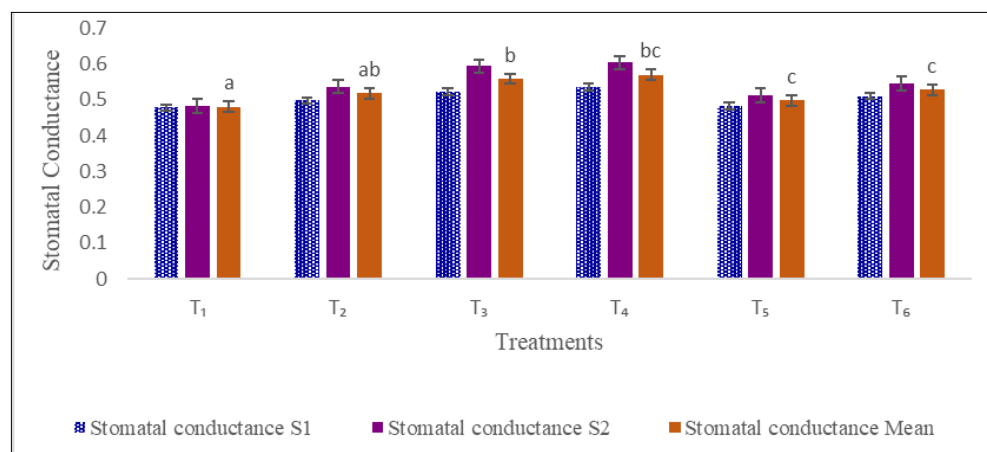 Stomatal Conductance
0.7
0.6
0.5
0.4
0.3
0.2
0.1
0
a
ab
b
bc
c
c
T₁
T₂
T₃
T₄
T₅
T₆
Treatments
Stomatal conductance S1
Stomatal conductance S2
Stomatal conductance Mean